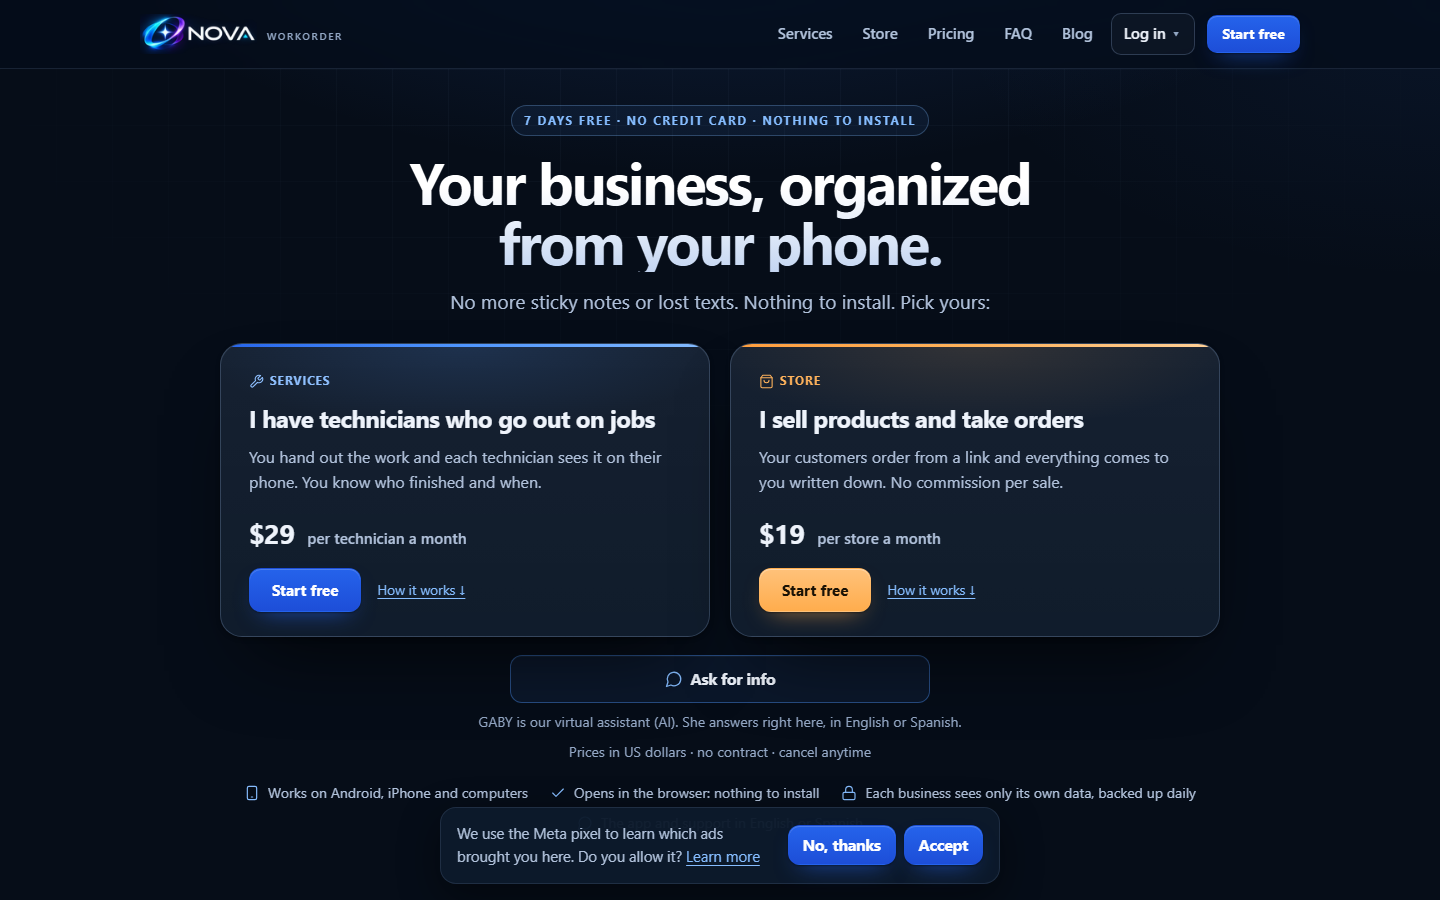 NOVA WORKORDER
Services
Store
Pricing
FAQ
Blog
Log in
Start free
7 DAYS FREE · NO CREDIT CARD · NOTHING TO INSTALL
Your business, organized
from your phone.
No more sticky notes or lost texts. Nothing to install. Pick yours:
SERVICES
I have technicians who go out on jobs
You hand out the work and each technician sees it on their
phone. You know who finished and when.
$29 per technician a month
Start free
How it works ↓
STORE
I sell products and take orders
Your customers order from a link and everything comes to
you written down. No commission per sale.
$19 per store a month
Start free
How it works ↓
Ask for info
GABY is our virtual assistant (AI). She answers right here, in English or Spanish.
Prices in US dollars · no contract · cancel anytime
Works on Android, iPhone and computers
Opens in the browser: nothing to install
Each business sees only its own data, backed up daily
We use the Meta pixel to learn which ads
brought you here. Do you allow it? Learn more
No, thanks
Accept